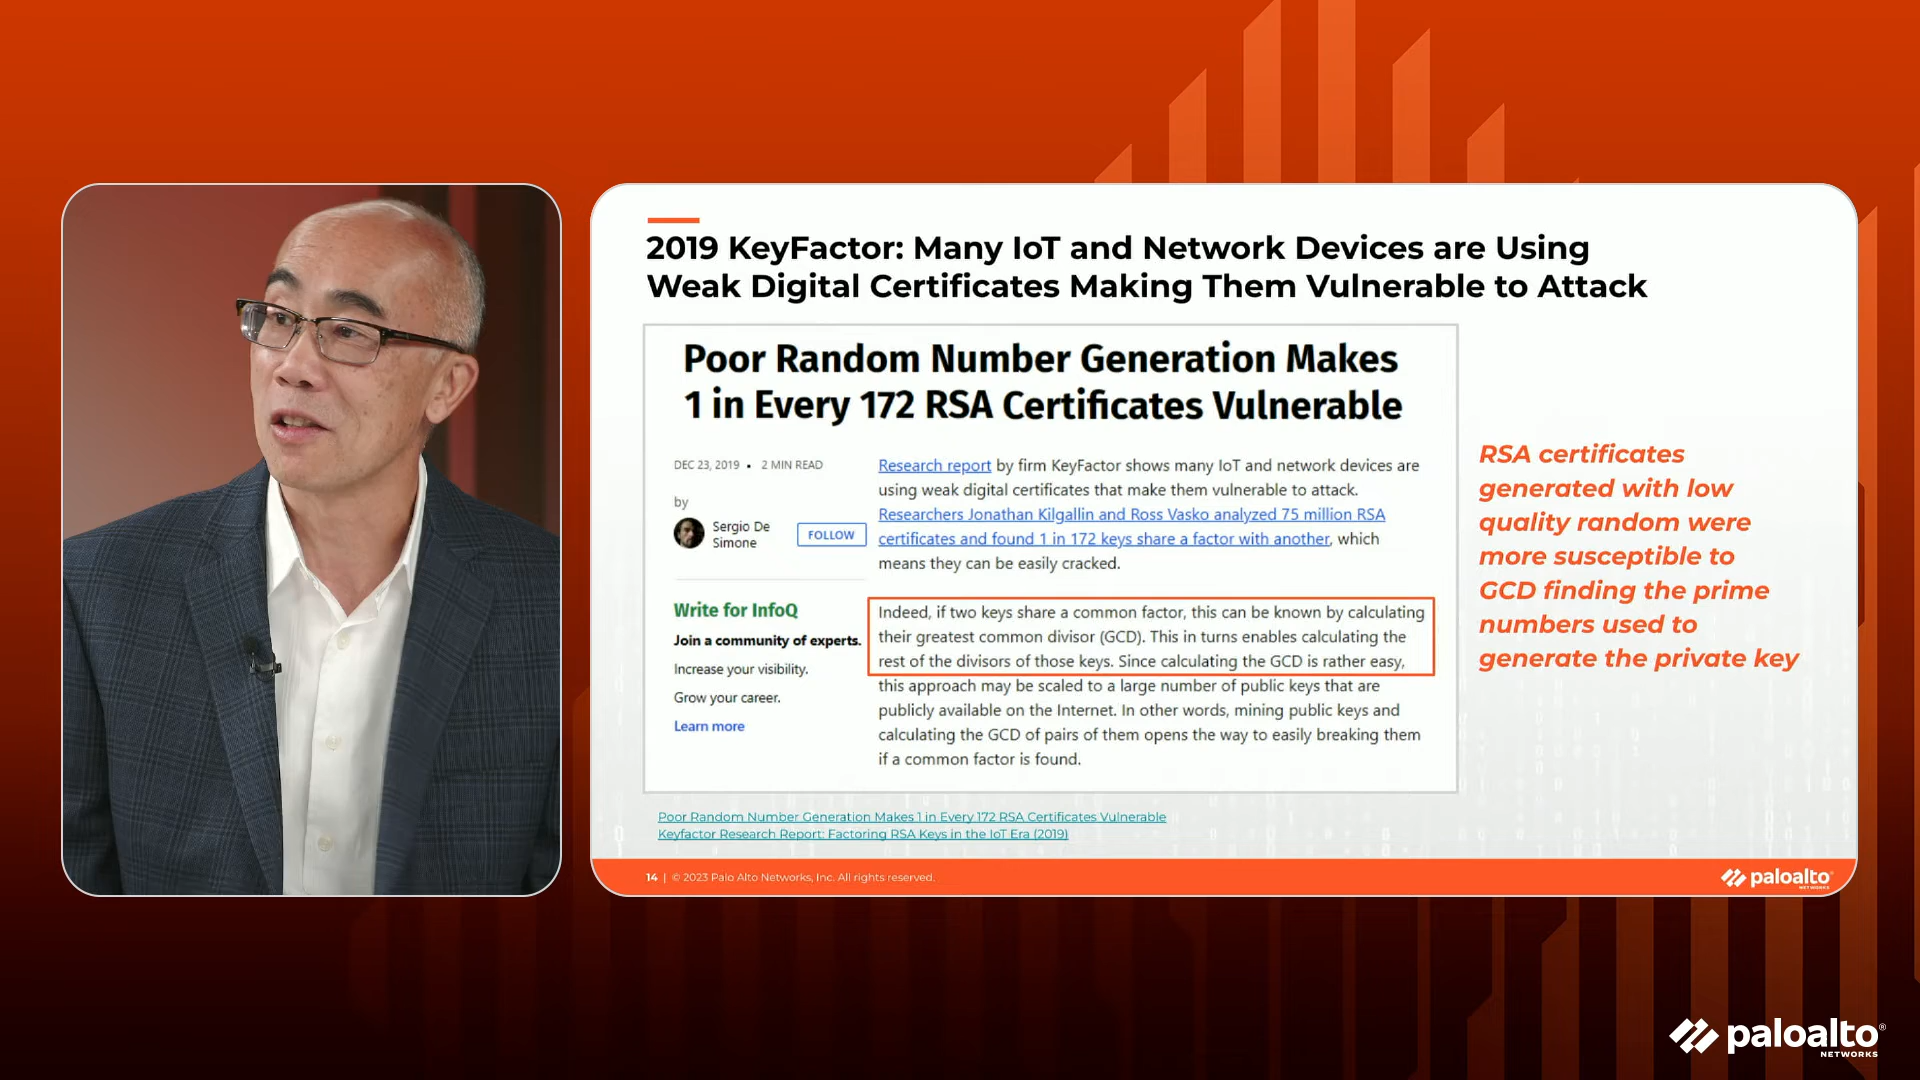 2019 KeyFactor: Many IoT and Network Devices are Using
Weak Digital Certificates Making Them Vulnerable to Attack
Poor Random Number Generation Makes
1 in Every 172 RSA Certificates Vulnerable
DEC 23, 2019 • 2 MIN READ
by
Sergio De
Simone
FOLLOW
Write for InfoQ
Join a community of experts.
Increase your visibility.
Grow your career.
Learn more
Research report by firm KeyFactor shows many IoT and network devices are
using weak digital certificates that make them vulnerable to attack.
Researchers Jonathan Kilgallin and Ross Vasko analyzed 75 million RSA
certificates and found 1 in 172 keys share a factor with another, which
means they can be easily cracked.
Indeed, if two keys share a common factor, this can be known by calculating
their greatest common divisor (GCD). This in turns enables calculating the
rest of the divisors of those keys. Since calculating the GCD is rather easy,
this approach may be scaled to a large number of public keys that are
publicly available on the Internet. In other words, mining public keys and
calculating the GCD of pairs of them opens the way to easily breaking them
if a common factor is found.
RSA certificates
generated with low
quality random were
more susceptible to
GCD finding the prime
numbers used to
generate the private key
Poor Random Number Generation Makes 1 in Every 172 RSA Certificates Vulnerable
Keyfactor Research Report: Factoring RSA Keys in the IoT Era (2019)
14 | © 2023 Palo Alto Networks, Inc. All rights reserved.
paloalto
NETWORKS
paloalto®
NETWORKS